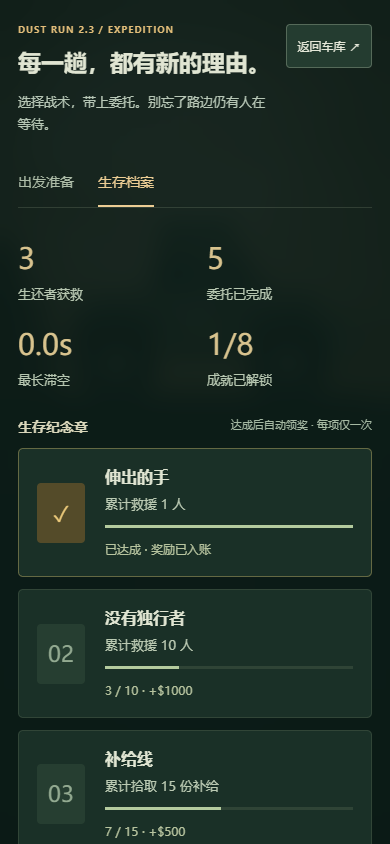 DUST RUN 2.3 / EXPEDITION
每一趟，都有新的理由。
返回车库 ↗
选择战术，带上委托。别忘了路边仍有人在
等待。
出发准备
生存档案
3
生还者获救
5
委托已完成
0.0s
最长滞空
1/8
成就已解锁
生存纪念章
达成后自动领奖 · 每项仅一次
✓
伸出的手
累计救援 1 人
已达成 · 奖励已入账
02
没有独行者
累计救援 10 人
3 / 10 · +$1000
03
补给线
累计拾取 15 份补给
7 / 15 · +$500